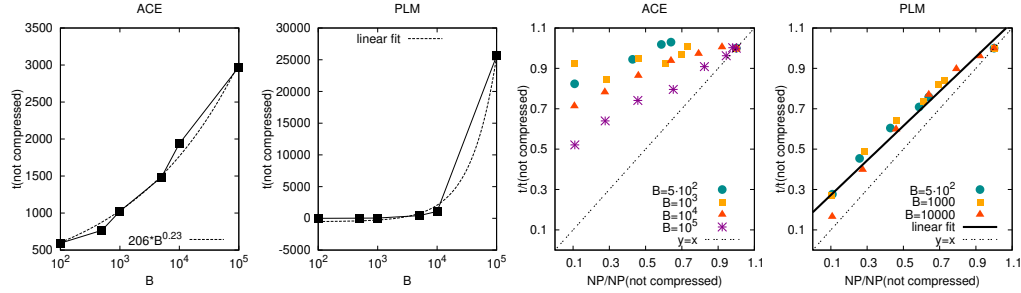 ACE
t(not compressed)
3500
3000
2500
2000
1500
1000
500
206*B^0.23
10^2
10^3
10^4
10^5
B
PLM
t(not compressed)
30000
25000
20000
15000
10000
5000
0
-5000
linear fit
10^2
10^3
10^4
10^5
B
ACE
t/t(not compressed)
1.1
0.9
0.7
0.5
0.3
0.1
B=5·10^2
B=10^3
B=10^4
B=10^5
y=x
0.1 0.3 0.5 0.7 0.9 1.1
NP/NP(not compressed)
PLM
t/t(not compressed)
1.1
0.9
0.7
0.5
0.3
0.1
B=5·10^2
B=1000
B=10000
linear fit
y=x
0.1 0.3 0.5 0.7 0.9 1.1
NP/NP(not compressed)